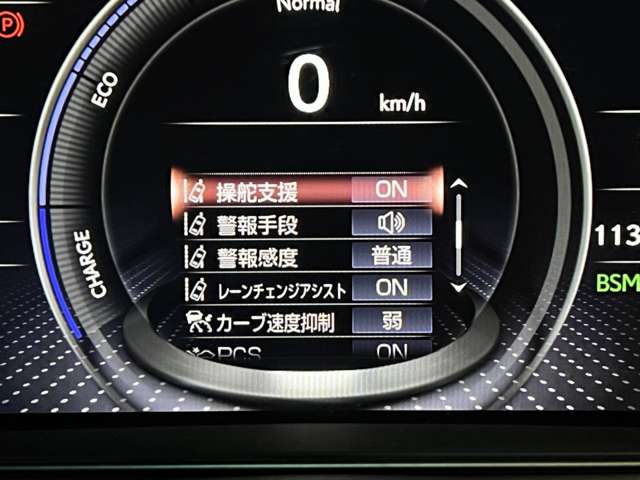 Normal
P
ECO
0
km/h
操舵支援 ON
警報手段
警報感度 普通
113
レーンチェンジアシスト ON
BSM
CHARGE
カーブ速度抑制 弱
PCS ON